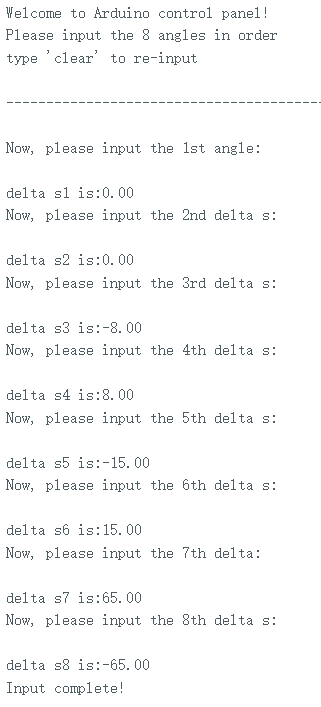 Welcome to Arduino control panel!
Please input the 8 angles in order
type 'clear' to re-input
----------------------------------------
Now, please input the 1st angle:
delta s1 is:0.00
Now, please input the 2nd delta s:
delta s2 is:0.00
Now, please input the 3rd delta s:
delta s3 is:-8.00
Now, please input the 4th delta s:
delta s4 is:8.00
Now, please input the 5th delta s:
delta s5 is:-15.00
Now, please input the 6th delta s:
delta s6 is:15.00
Now, please input the 7th delta:
delta s7 is:65.00
Now, please input the 8th delta s:
delta s8 is:-65.00
Input complete!